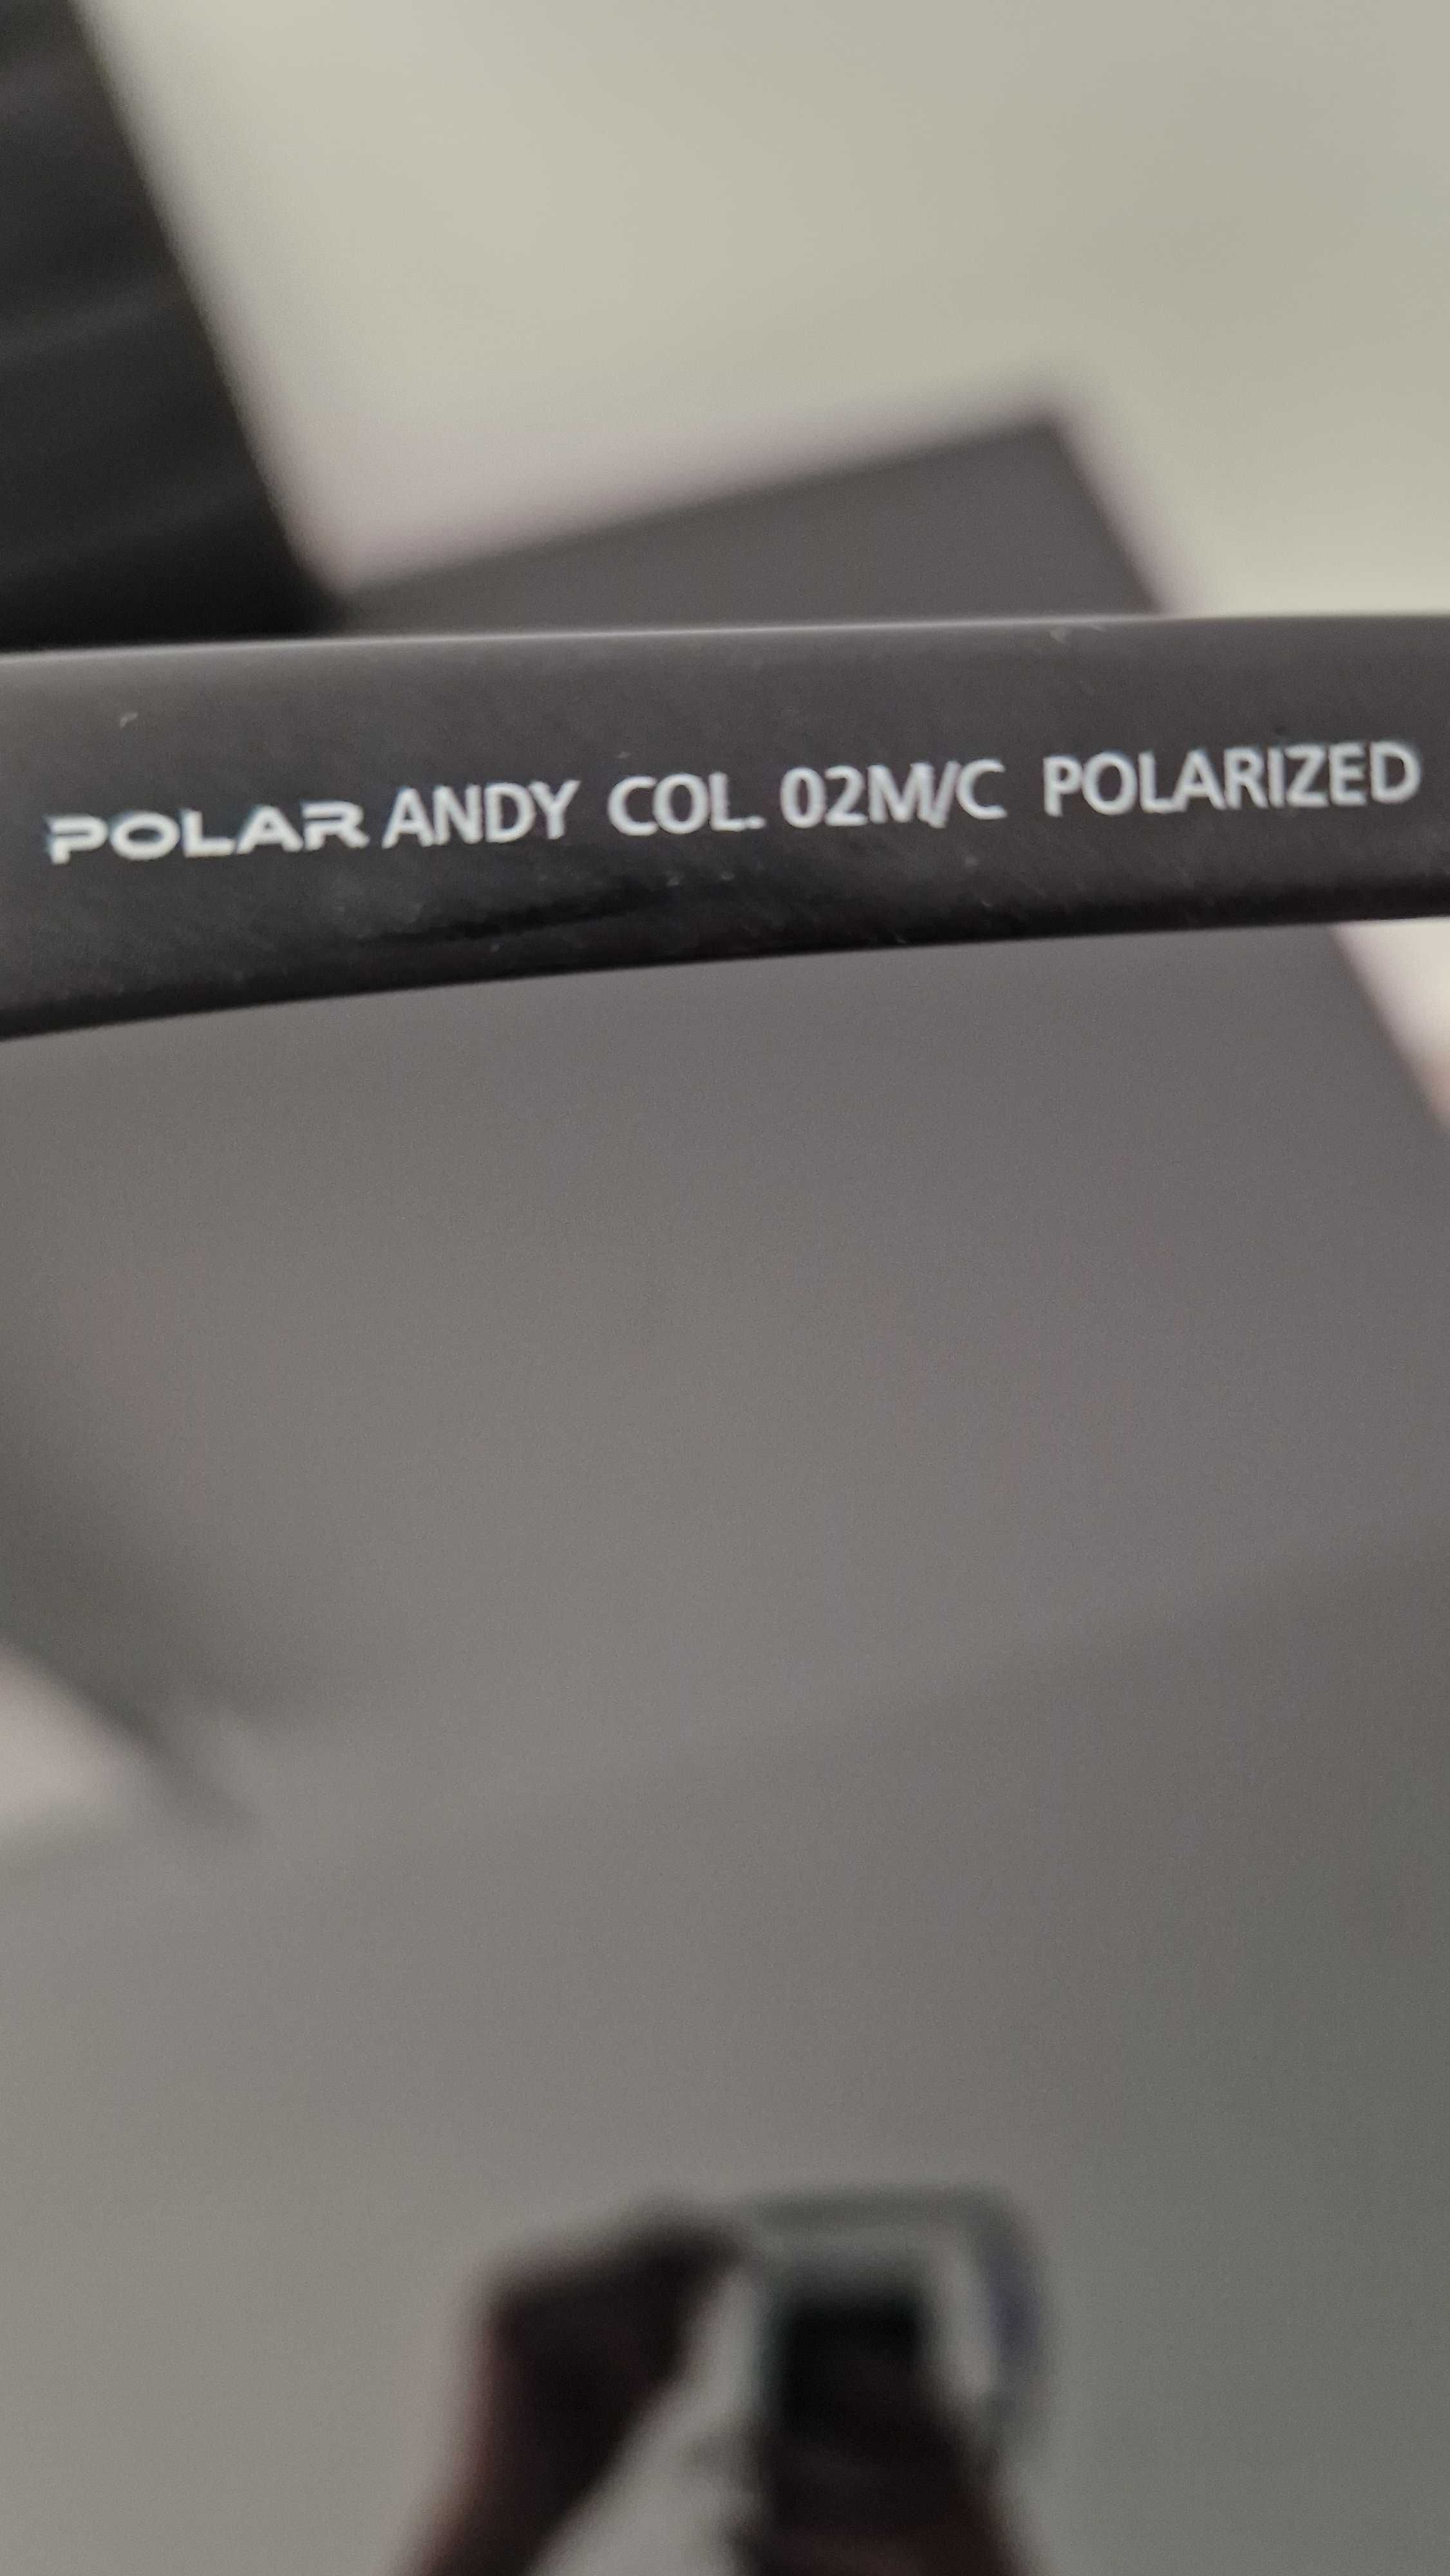 POLAR ANDY COL. 02M/C POLARIZED